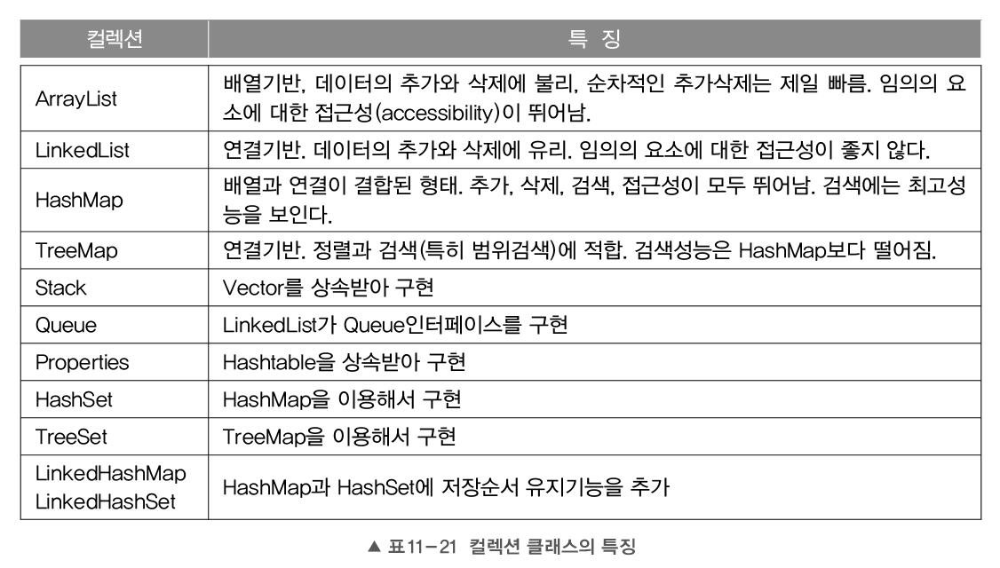 컬렉션 특 징
ArrayList 배열기반, 데이터의 추가와 삭제에 불리, 순차적인 추가삭제는 제일 빠름. 임의의 요
소에 대한 접근성(accessibility)이 뛰어남.
LinkedList 연결기반. 데이터의 추가와 삭제에 유리. 임의의 요소에 대한 접근성이 좋지 않다.
HashMap 배열과 연결이 결합된 형태. 추가, 삭제, 검색, 접근성이 모두 뛰어남. 검색에는 최고성
능을 보인다.
TreeMap 연결기반. 정렬과 검색(특히 범위검색)에 적합. 검색성능은 HashMap보다 떨어짐.
Stack Vector를 상속받아 구현
Queue LinkedList가 Queue인터페이스를 구현
Properties Hashtable을 상속받아 구현
HashSet HashMap을 이용해서 구현
TreeSet TreeMap을 이용해서 구현
LinkedHashMap
LinkedHashSet
HashMap과 HashSet에 저장순서 유지기능을 추가
▲ 표11-21 컬렉션 클래스의 특징